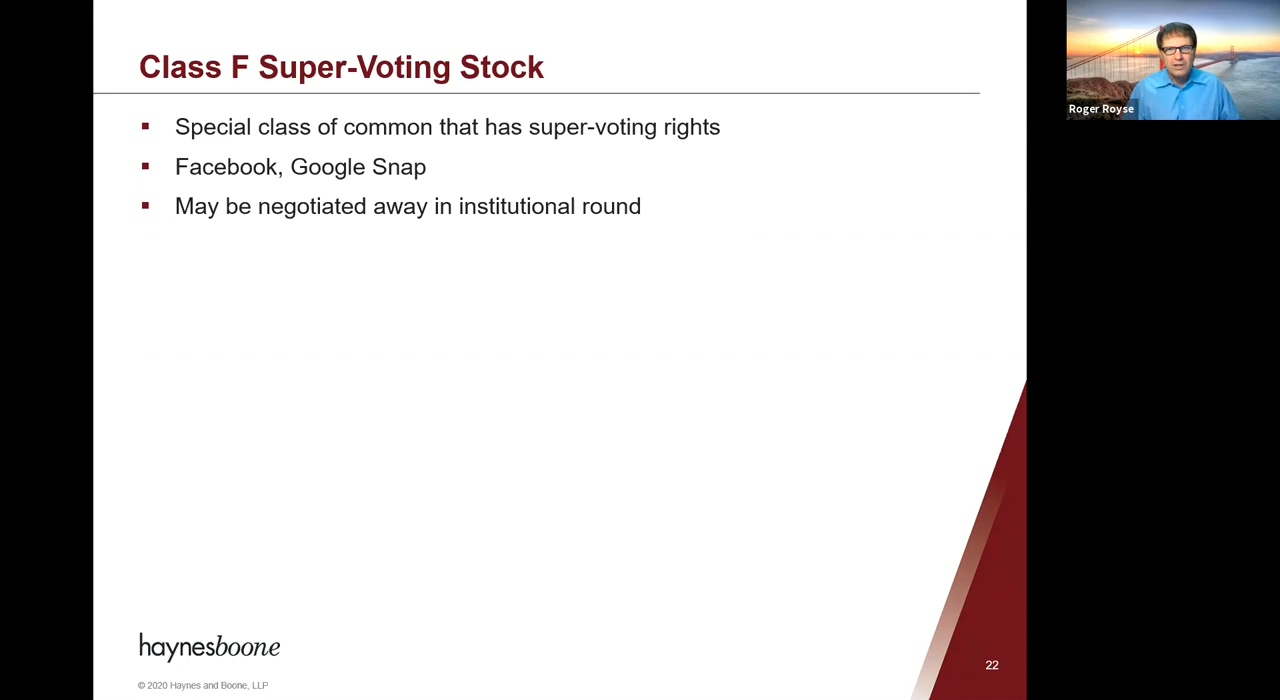 Class F Super-Voting Stock
Special class of common that has super-voting rights
Facebook, Google Snap
May be negotiated away in institutional round
haynesboone
© 2020 Haynes and Boone, LLP
22
Roger Royse